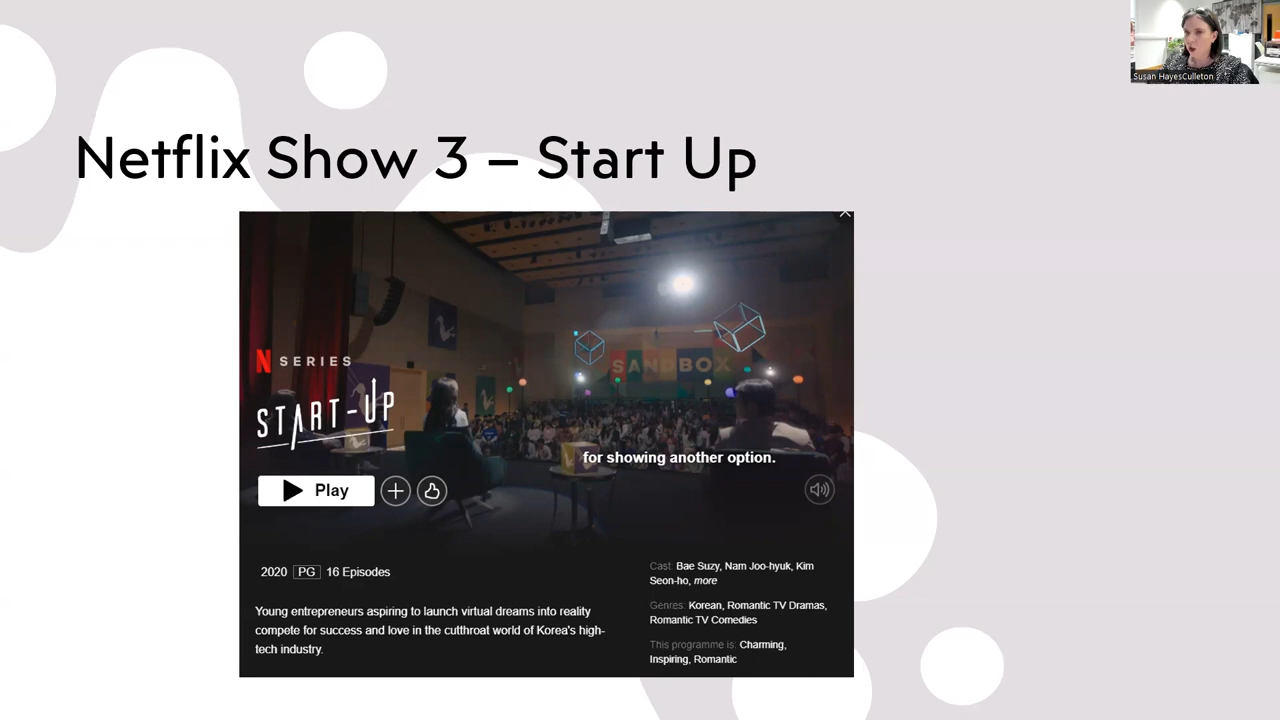 Susan HayesCulleton
Netflix Show 3 – Start Up
SANDBOX
N SERIES
START-UP
for showing another option.
Play
2020 PG 16 Episodes
Young entrepreneurs aspiring to launch virtual dreams into reality
compete for success and love in the cutthroat world of Korea's high-
tech industry.
Cast: Bae Suzy, Nam Joo-hyuk, Kim
Seon-ho, more
Genres: Korean, Romantic TV Dramas,
Romantic TV Comedies
This programme is: Charming,
Inspiring, Romantic